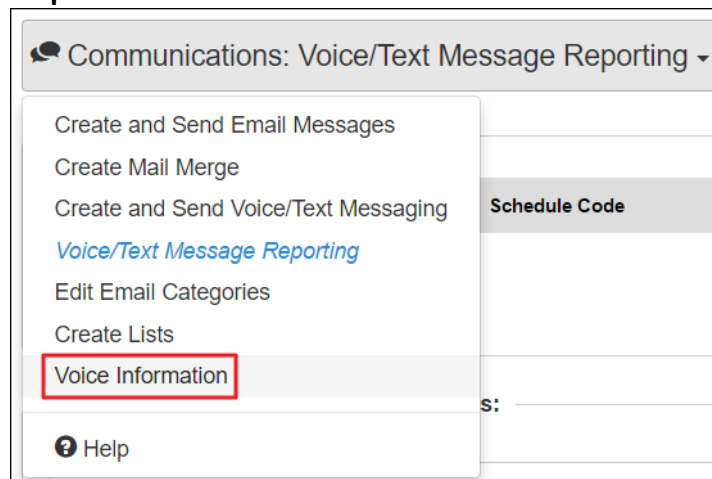 Communications: Voice/Text Message Reporting
Create and Send Email Messages
Create Mail Merge
Create and Send Voice/Text Messaging
Schedule Code
Voice/Text Message Reporting
Edit Email Categories
Create Lists
Voice Information
s:
Help